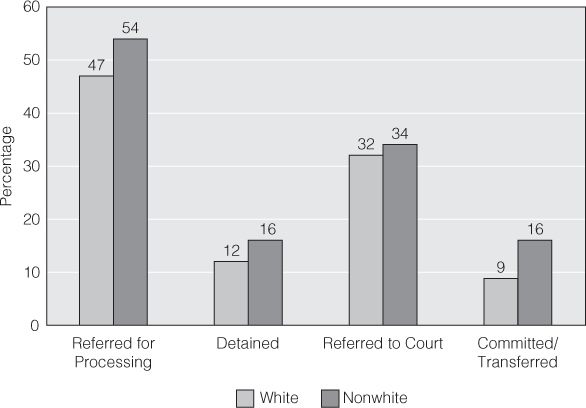 60
50
40
30
20
10
0
Percentage
47
54
12
16
32
34
9
16
Referred for
Processing
Detained
Referred to Court
Committed/
Transferred
White
Nonwhite